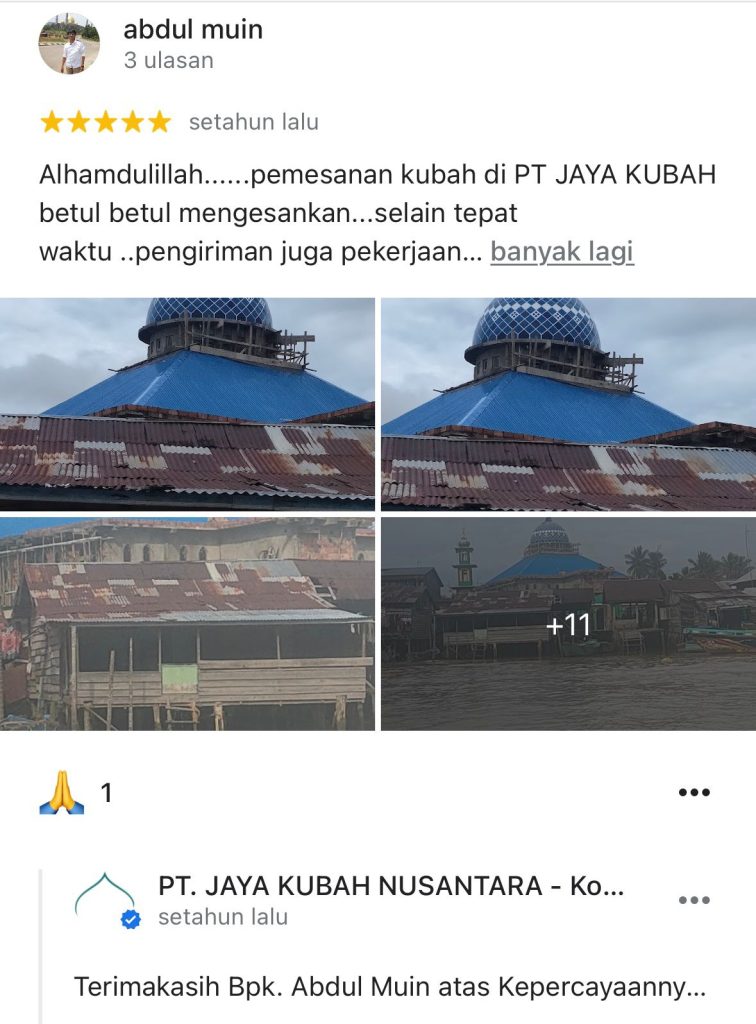 abdul muin
3 ulasan
setahun lalu
Alhamdulillah......pemesanan kubah di PT JAYA KUBAH
betul betul mengesankan...selain tepat
waktu ..pengiriman juga pekerjaan... banyak lagi
+11
1
PT. JAYA KUBAH NUSANTARA - Ko...
setahun lalu
Terimakasih Bpk. Abdul Muin atas Kepercayaanny...